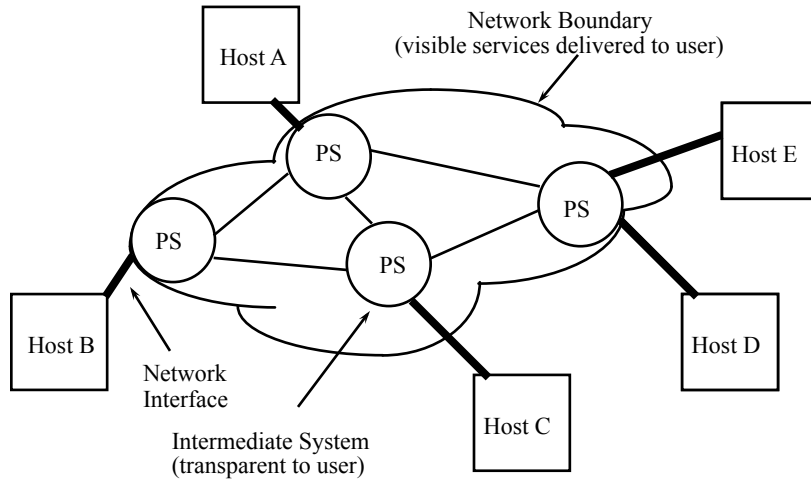 Network Boundary
(visible services delivered to user)
Host A
PS
Host E
PS
PS
PS
Host B
Host D
Network
Interface
Host C
Intermediate System
(transparent to user)